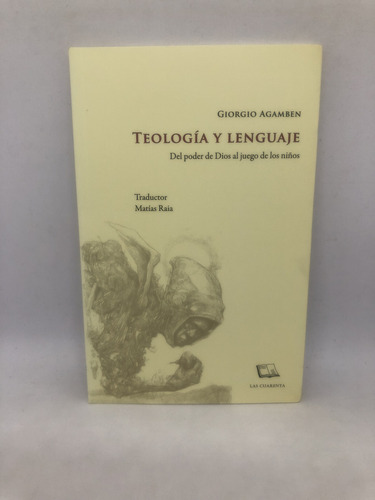 Giorgio Agamben
Teología y lenguaje
Del poder de Dios al juego de los niños
Traductor
Matías Raia
LAS CUARENTA